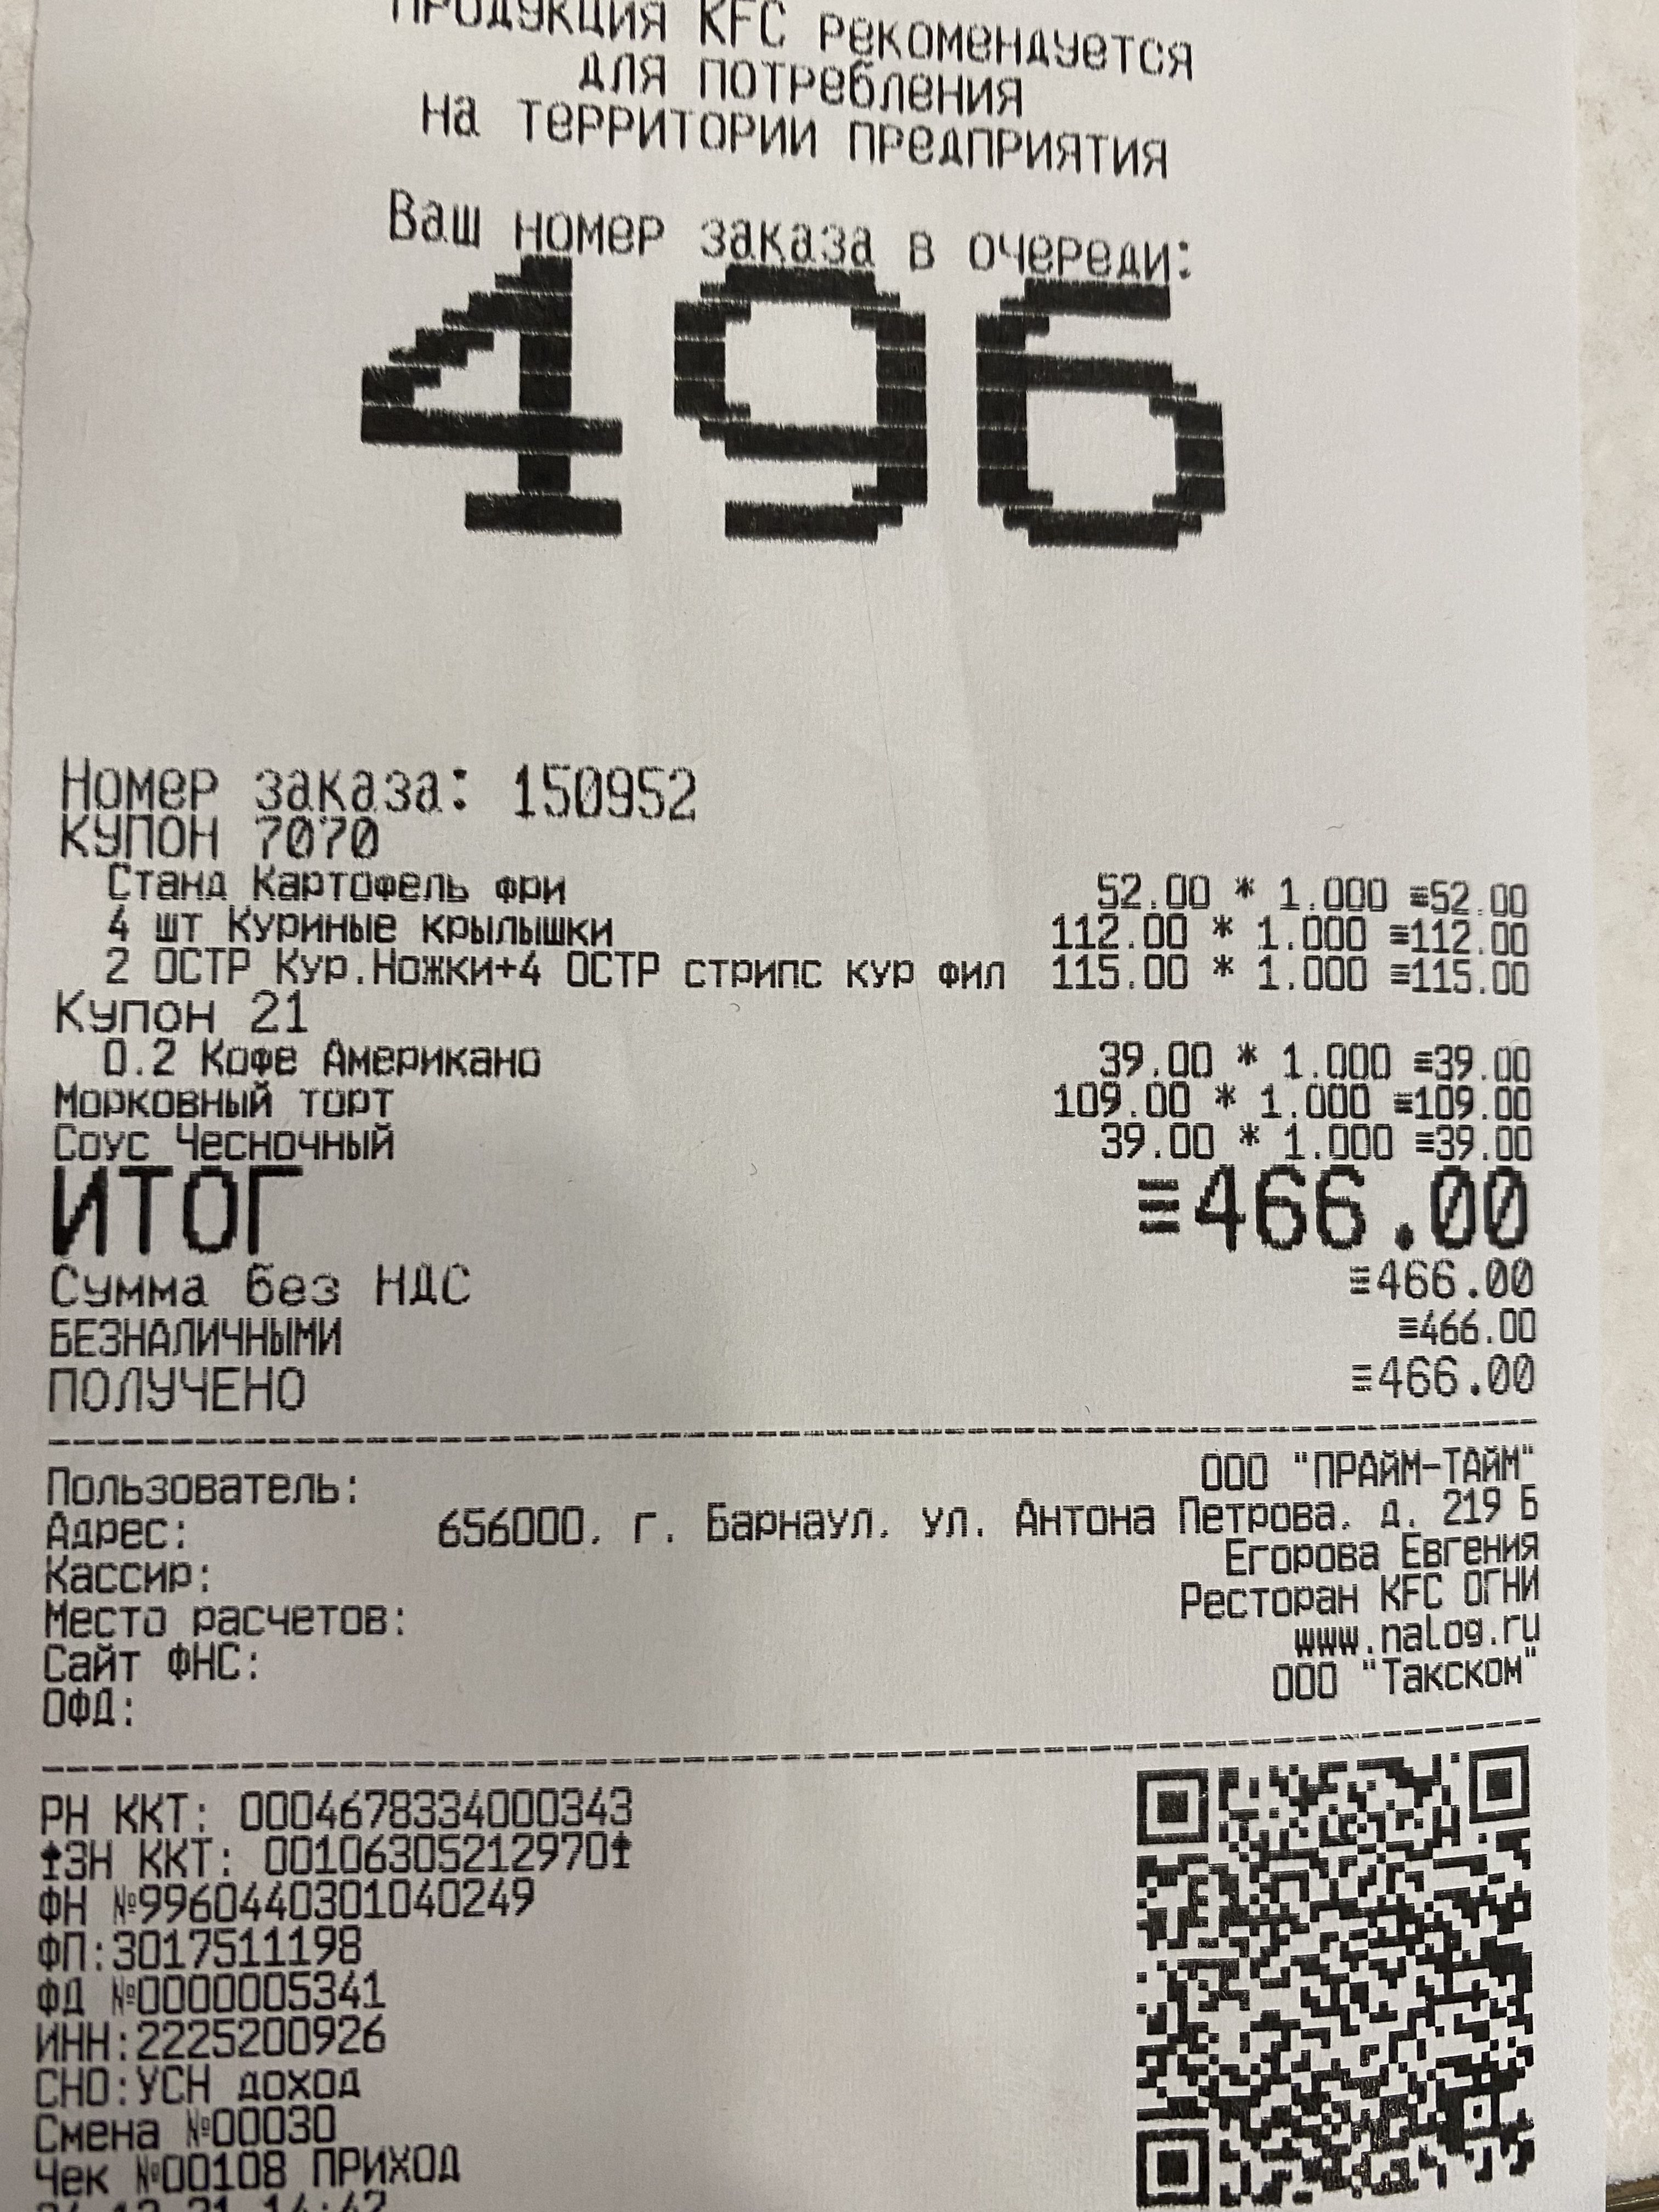 ПРОДУКЦИЯ KFC рекомендуется
для потребления
на территории предприятия
Ваш номер заказа в очереди:
496
Номер заказа: 150952
КУПОН 7070
Станд Картофель фри 52.00 * 1.000 ≡52.00
4 шт Куриные крылышки 112.00 * 1.000 ≡112.00
2 ОСТР Кур.Ножки+4 ОСТР стрипс кур фил 115.00 * 1.000 ≡115.00
Купон 21
0.2 Кофе Американо 39.00 * 1.000 ≡39.00
Морковный торт 109.00 * 1.000 ≡109.00
Соус Чесночный 39.00 * 1.000 ≡39.00
ИТОГ ≡466.00
Сумма без НДС ≡466.00
БЕЗНАЛИЧНЫМИ ≡466.00
ПОЛУЧЕНО ≡466.00
Пользователь: ООО "ПРАЙМ-ТАЙМ"
Адрес: 656000, г. Барнаул, ул. Антона Петрова, д. 219 Б
Кассир: Егорова Евгения
Место расчетов: Ресторан KFC ОГНИ
Сайт ФНС: www.nalog.ru
ОФД: ООО "Такском"
РН ККТ: 0004678334000343
ЗН ККТ: 00106305212970
ФН №9960440301040249
ФП:3017511198
ФД №0000005341
ИНН:2225200926
СНО:УСН доход
Смена №00030
Чек №00108 ПРИХОД